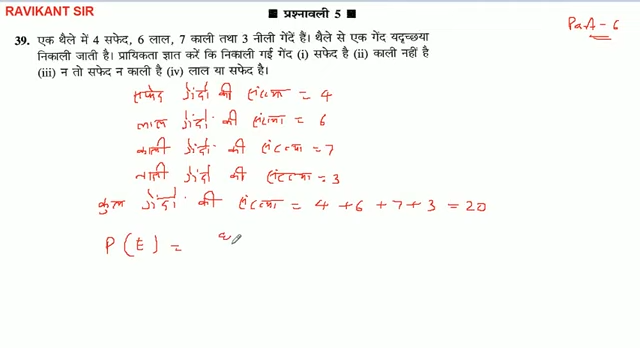 RAVIKANT SIR
■ प्रश्नावली 5 ■
Part - 6
39. एक थैले में 4 सफेद, 6 लाल, 7 काली तथा 3 नीली गेंदें हैं। थैले से एक गेंद यदृच्छया
निकाली जाती है। प्रायिकता ज्ञात करें कि निकाली गई गेंद (i) सफेद है (ii) काली नहीं है
(iii) न तो सफेद न काली है (iv) लाल या सफेद है।
सफेद गेंदों की संख्या = 4
लाल गेंदों की संख्या = 6
काली गेंदों की संख्या = 7
नीली गेंदों की संख्या = 3
कुल गेंदों की संख्या = 4 + 6 + 7 + 3 = 20
P(E) =